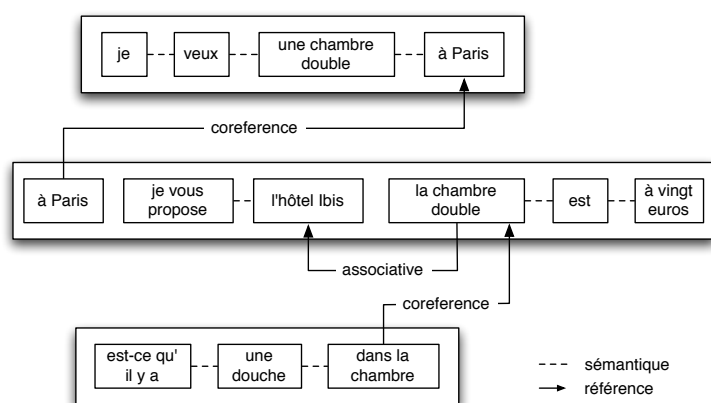 je veux une chambre à Paris
double
coreference
à Paris je vous l'hôtel Ibis la chambre est à vingt
propose double euros
associative
coreference
est-ce qu' une dans la
il y a douche chambre
sémantique
référence